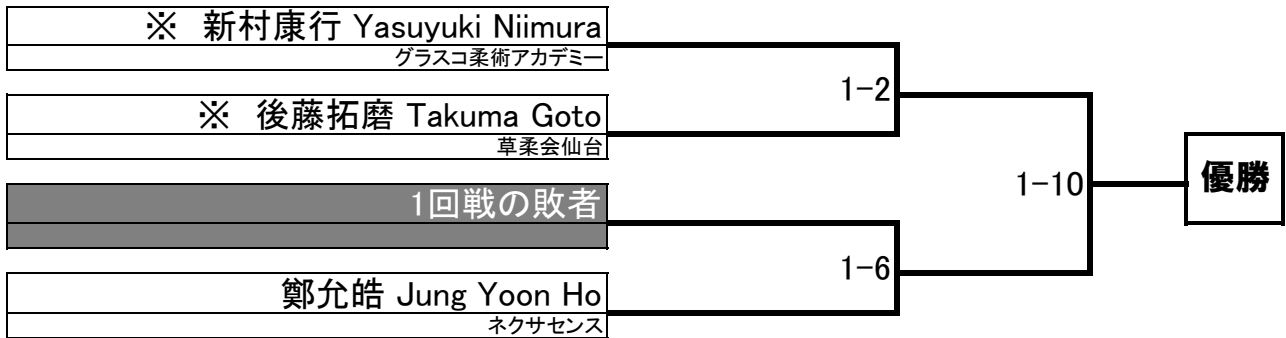 ※ 新村康行 Yasuyuki Niimura
グラスコ柔術アカデミー
1-2
※ 後藤拓磨 Takuma Goto
草柔会仙台
1-10
優勝
1回戦の敗者
1-6
鄭允皓 Jung Yoon Ho
ネクサセンス